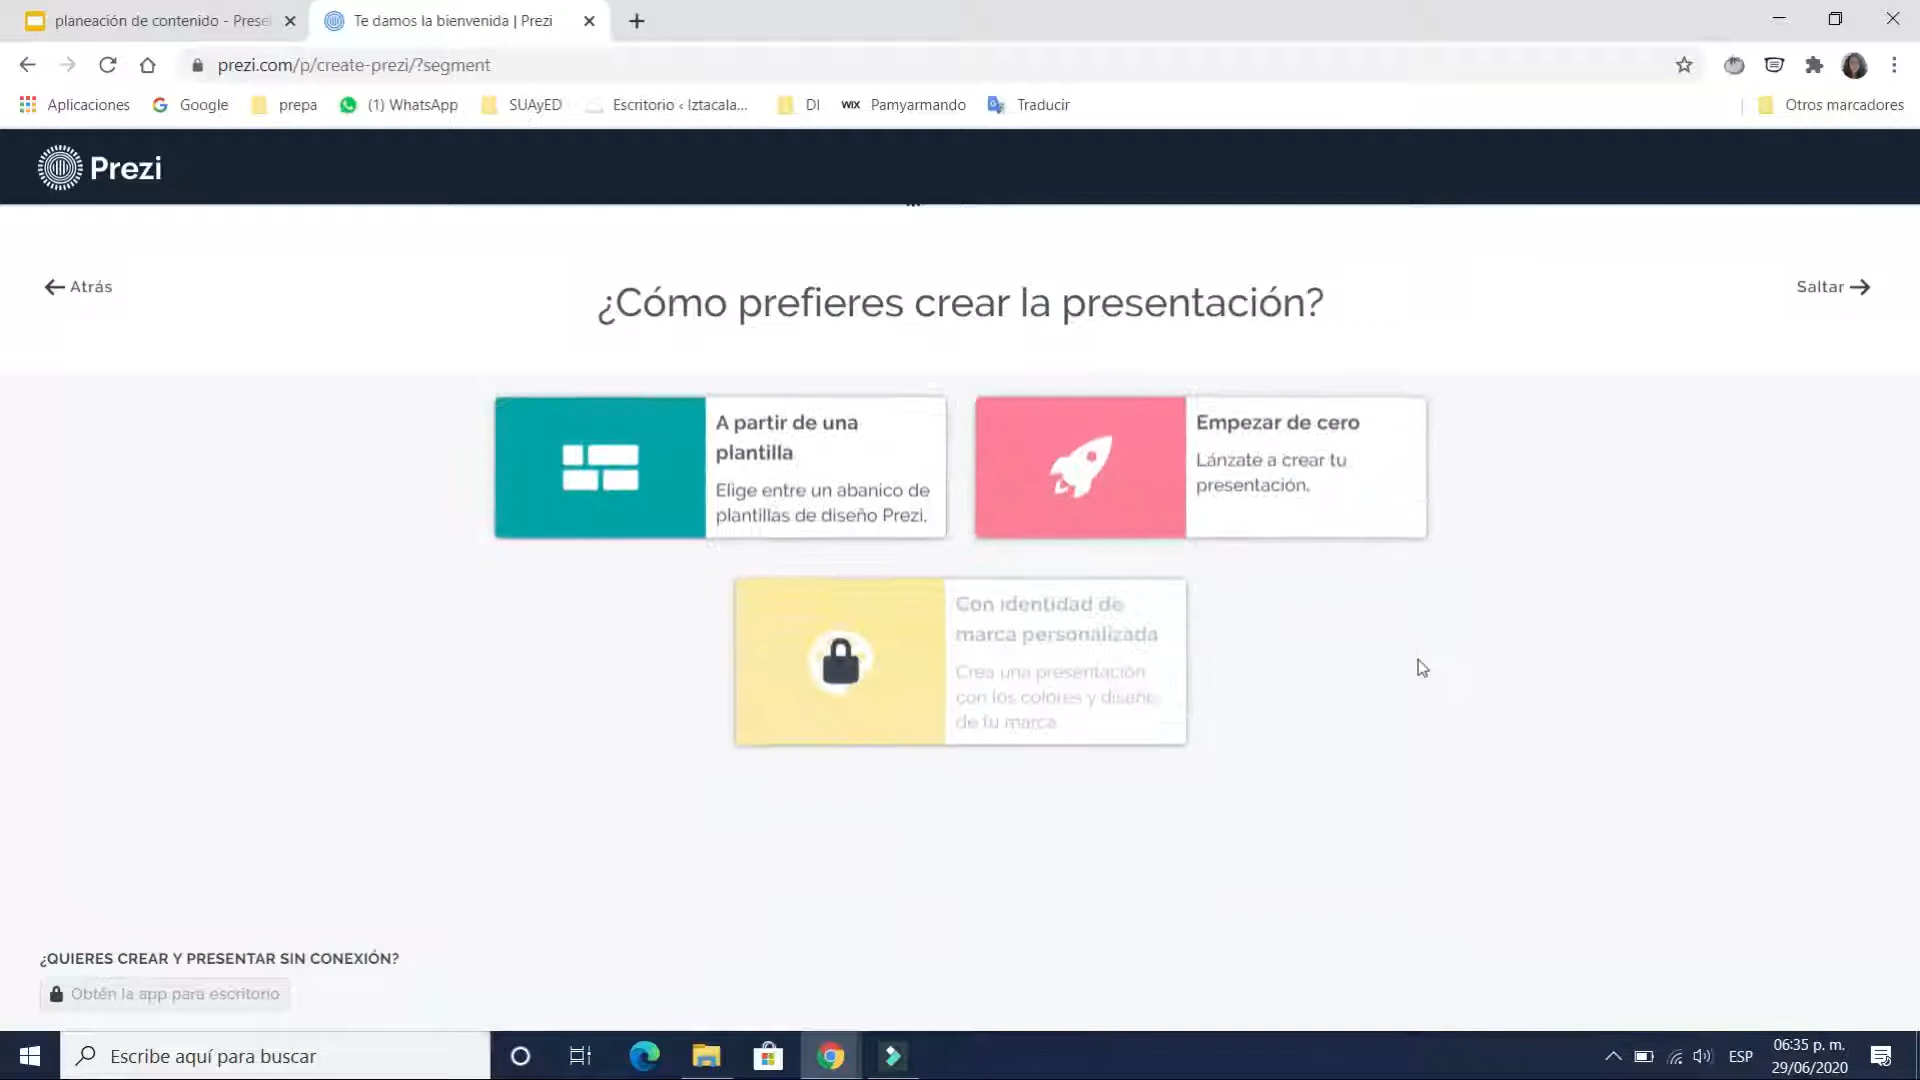 planeación de contenido - Prese
Te damos la bienvenida | Prezi
prezi.com/p/create-prezi/?segment
Aplicaciones
Google
prepa
(1) WhatsApp
SUAyED
Escritorio ‹ Iztacala...
DI
WIX Pamyarmando
Traducir
Otros marcadores
Prezi
Atrás
¿Cómo prefieres crear la presentación?
Saltar
A partir de una
plantilla
Elige entre un abanico de
plantillas de diseño Prezi.
Empezar de cero
Lánzate a crear tu
presentación.
Con identidad de
marca personalizada
Crea una presentación
con los colores y diseño
de tu marca
¿QUIERES CREAR Y PRESENTAR SIN CONEXIÓN?
Obtén la app para escritorio
Escribe aquí para buscar
ESP
06:35 p. m.
29/06/2020